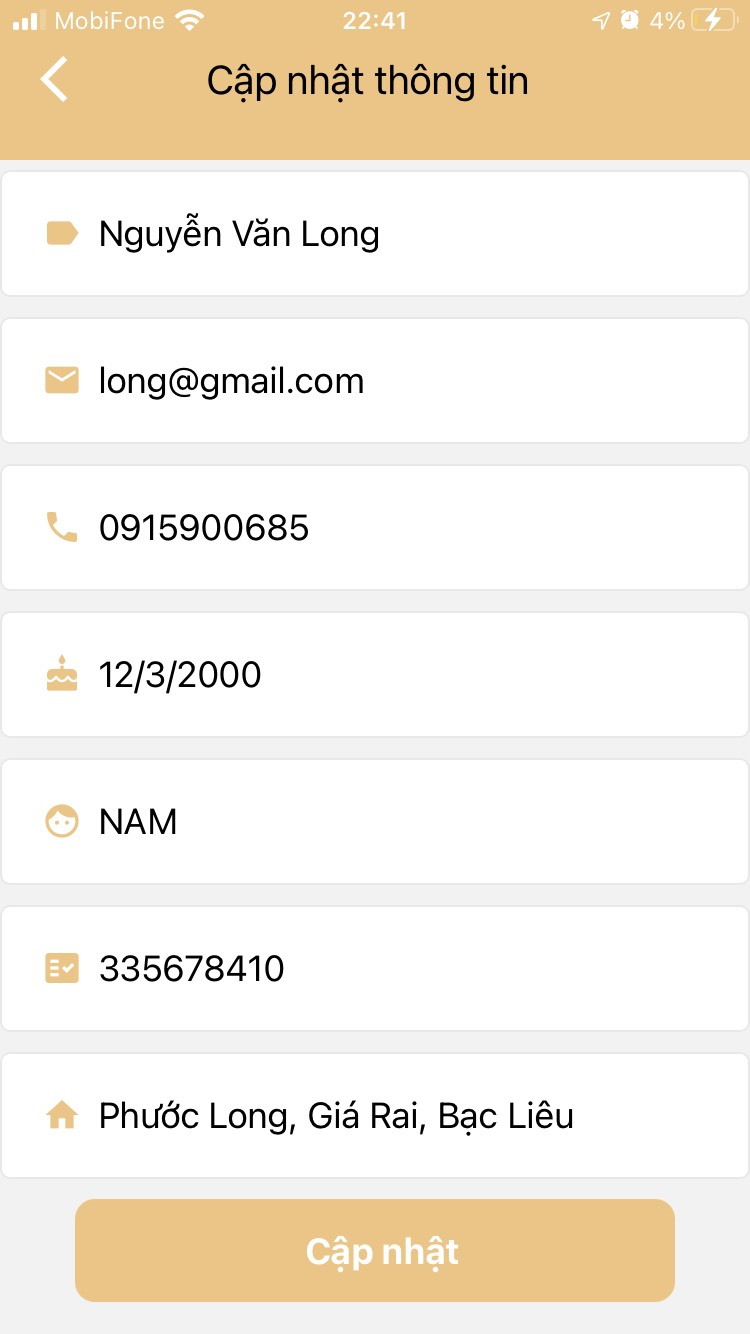 MobiFone 22:41 4%
Cập nhật thông tin
Nguyễn Văn Long
long@gmail.com
0915900685
12/3/2000
NAM
335678410
Phước Long, Giá Rai, Bạc Liêu
Cập nhật